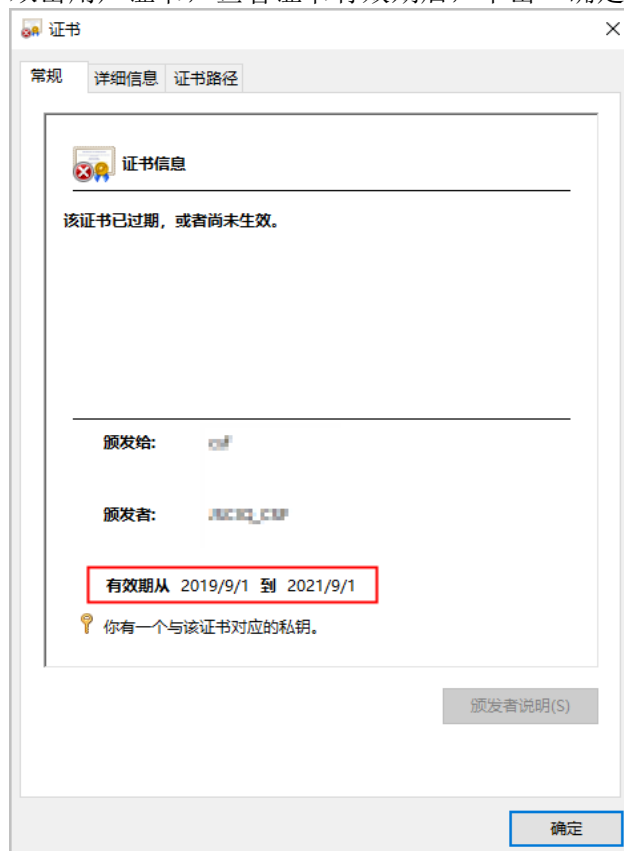 证书
常规 详细信息 证书路径
证书信息
该证书已过期，或者尚未生效。
颁发给:
颁发者:
有效期从 2019/9/1 到 2021/9/1
你有一个与该证书对应的私钥。
颁发者说明(S)
确定